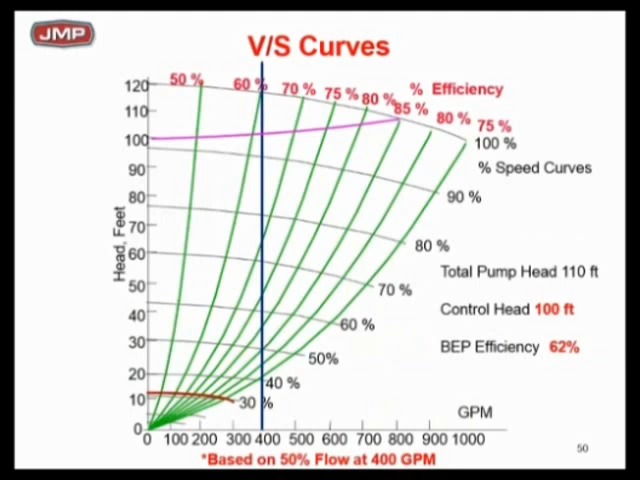 JMP
V/S Curves
50 % 60 % 70 % 75 % 80 % 85 % 80 % 75 %
% Efficiency
100 %
% Speed Curves
90 %
80 %
70 %
60 %
50%
40 %
30 %
Head, Feet
120
110
100
90
80
70
60
50
40
30
20
10
0
Total Pump Head 110 ft
Control Head 100 ft
BEP Efficiency 62%
GPM
0 100 200 300 400 500 600 700 800 900 1000
*Based on 50% Flow at 400 GPM
50